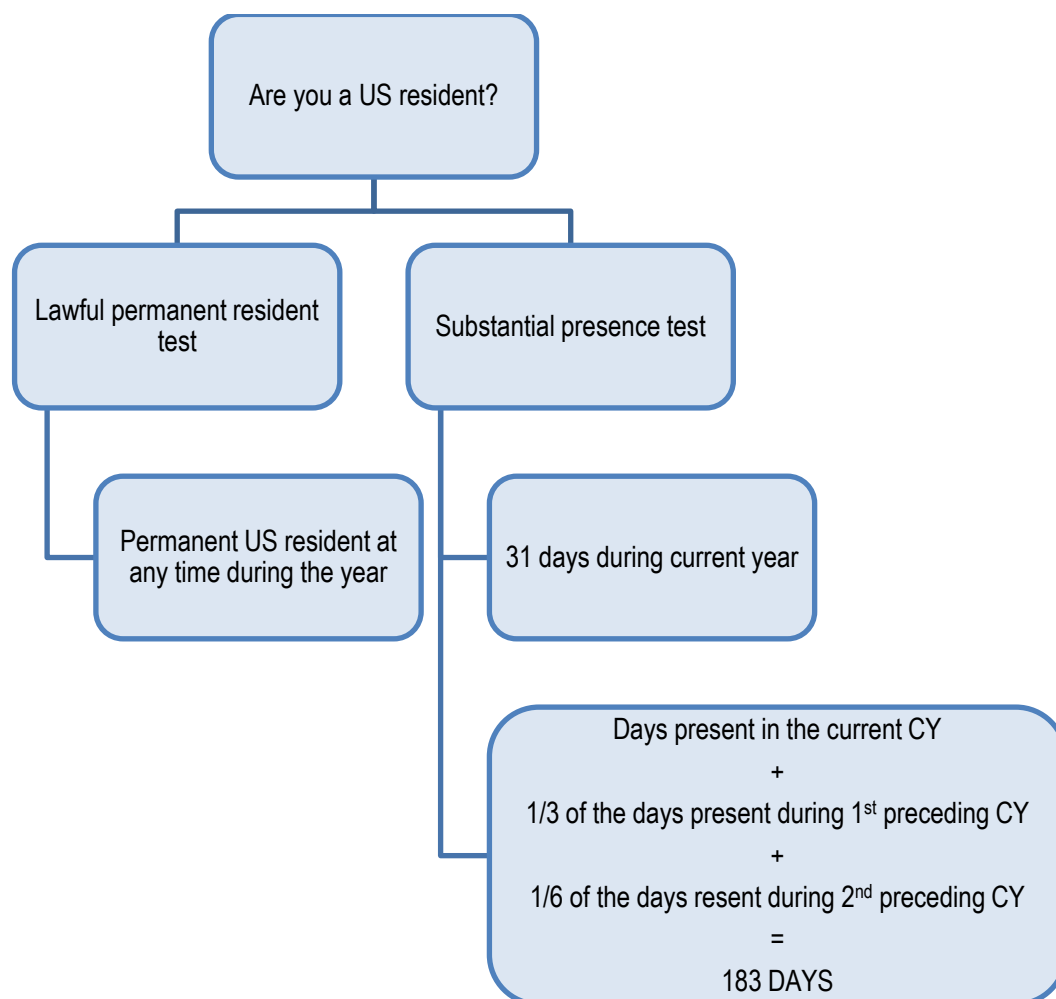 Are you a US resident?
Lawful permanent resident
test
Substantial presence test
Permanent US resident at
any time during the year
31 days during current year
Days present in the current CY
+
1/3 of the days present during 1st preceding CY
+
1/6 of the days resent during 2nd preceding CY
=
183 DAYS